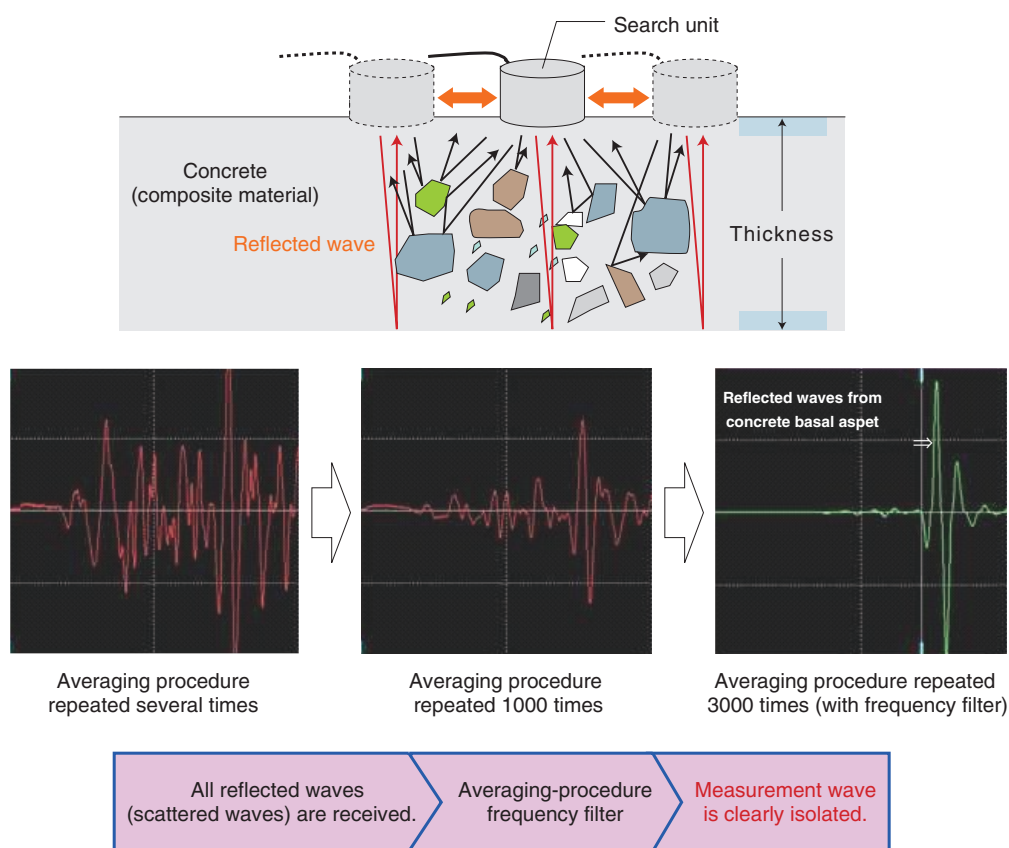 Search unit
Concrete
(composite material)
Reflected wave
Thickness
Reflected waves from
concrete basal aspet
⇒
Averaging procedure
repeated several times
Averaging procedure
repeated 1000 times
Averaging procedure repeated
3000 times (with frequency filter)
All reflected waves
(scattered waves) are received.
Averaging-procedure
frequency filter
Measurement wave
is clearly isolated.